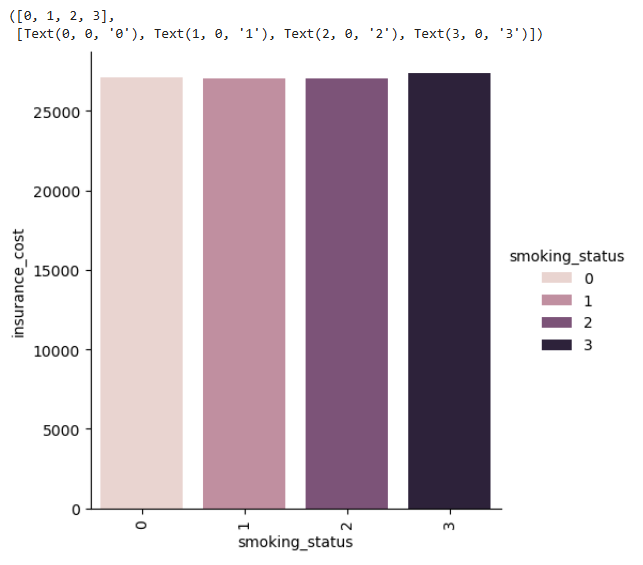 ([0, 1, 2, 3],
[Text(0, 0, '0'), Text(1, 0, '1'), Text(2, 0, '2'), Text(3, 0, '3')])
25000
20000
15000
10000
5000
0
insurance_cost
0
1
2
3
smoking_status
smoking_status
0
1
2
3